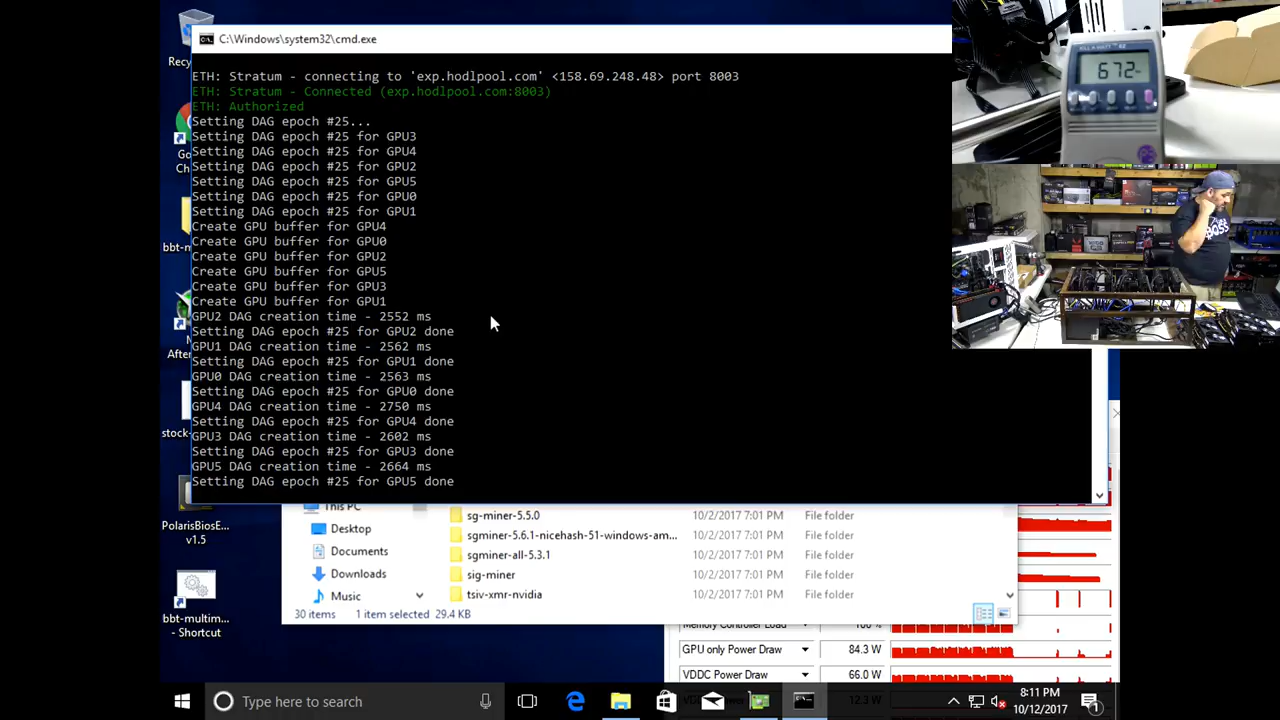 Recy
C:\Windows\system32\cmd.exe
ETH: Stratum - connecting to 'exp.hodlpool.com' <158.69.248.48> port 8003
ETH: Stratum - Connected (exp.hodlpool.com:8003)
ETH: Authorized
Setting DAG epoch #25...
Setting DAG epoch #25 for GPU3
Setting DAG epoch #25 for GPU4
Setting DAG epoch #25 for GPU2
Setting DAG epoch #25 for GPU5
Setting DAG epoch #25 for GPU0
Setting DAG epoch #25 for GPU1
Create GPU buffer for GPU4
Create GPU buffer for GPU0
Create GPU buffer for GPU2
Create GPU buffer for GPU5
Create GPU buffer for GPU3
Create GPU buffer for GPU1
GPU2 DAG creation time - 2552 ms
Setting DAG epoch #25 for GPU2 done
GPU1 DAG creation time - 2562 ms
Setting DAG epoch #25 for GPU1 done
GPU0 DAG creation time - 2563 ms
Setting DAG epoch #25 for GPU0 done
GPU4 DAG creation time - 2750 ms
Setting DAG epoch #25 for GPU4 done
GPU3 DAG creation time - 2602 ms
Setting DAG epoch #25 for GPU3 done
GPU5 DAG creation time - 2664 ms
Setting DAG epoch #25 for GPU5 done
672
BOSS
Go
Ch
bbt-m
After
stock-
PolarisBiosE...
v1.5
bbt-multim...
- Shortcut
This PC
Desktop
Documents
Downloads
Music
sg-miner-5.5.0 10/2/2017 7:01 PM File folder
sgminer-5.6.1-nicehash-51-windows-am... 10/2/2017 7:01 PM File folder
sgminer-all-5.3.1 10/2/2017 7:01 PM File folder
sig-miner 10/2/2017 7:01 PM File folder
tsiv-xmr-nvidia 10/2/2017 7:01 PM File folder
30 items 1 item selected 29.4 KB
Memory Controller Load 100 %
GPU only Power Draw 84.3 W
VDDC Power Draw 66.0 W
12.3 W
Type here to search
8:11 PM
10/12/2017
1